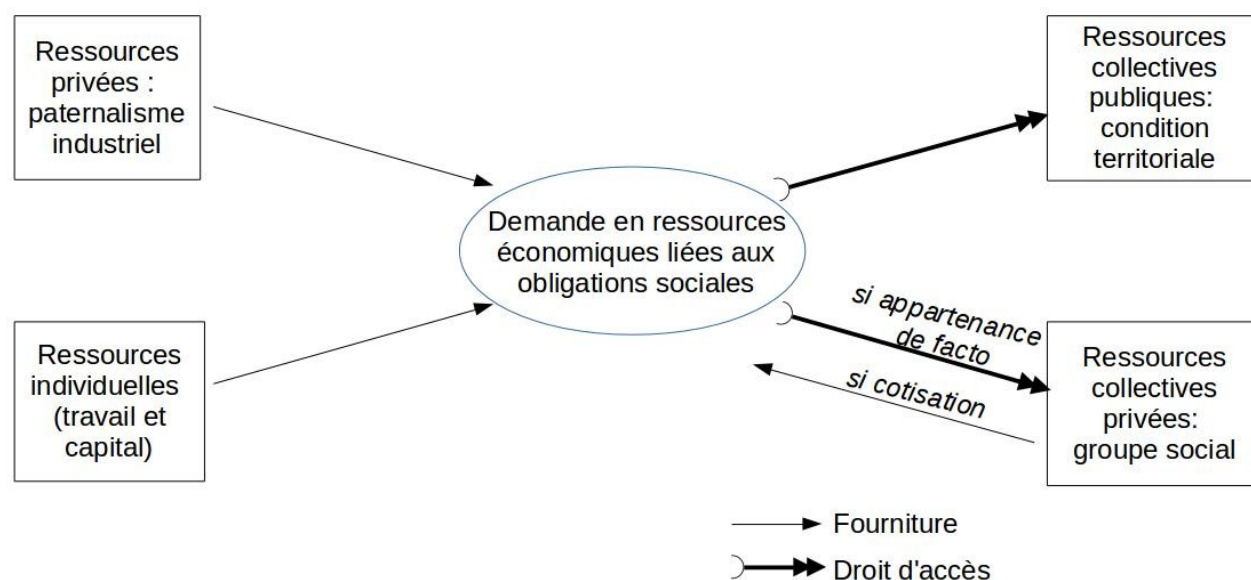 Ressources
privées :
paternalisme
industriel
Ressources
collectives
publiques:
condition
territoriale
Demande en ressources
économiques liées aux
obligations sociales
si appartenance
de facto
si cotisation
Ressources
individuelles
(travail et
capital)
Ressources
collectives
privées:
groupe social
Fourniture
Droit d'accès